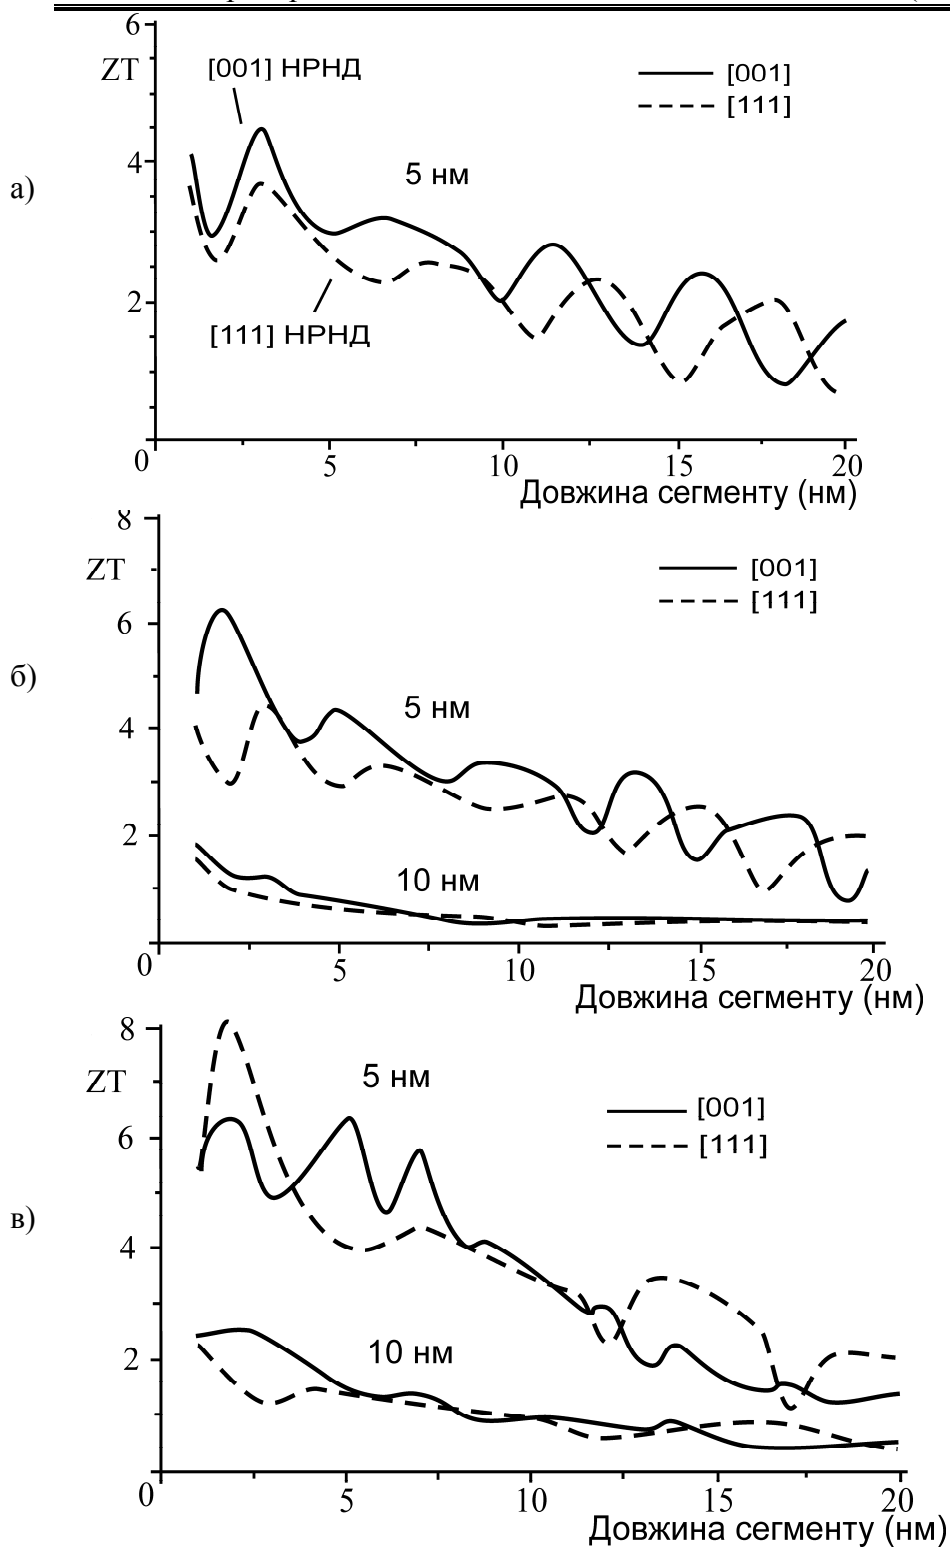 6
ZT
[001] НРНД
[001]
[111]
4
5 нм
а)
2
[111] НРНД
0 5 10 15 20
Довжина сегменту (нм)
8
ZT
[001]
[111]
6
б)
5 нм
4
2
10 нм
0 5 10 15 20
Довжина сегменту (нм)
8
ZT
5 нм
[001]
[111]
6
в)
4
10 нм
2
0 5 10 15 20
Довжина сегменту (нм)